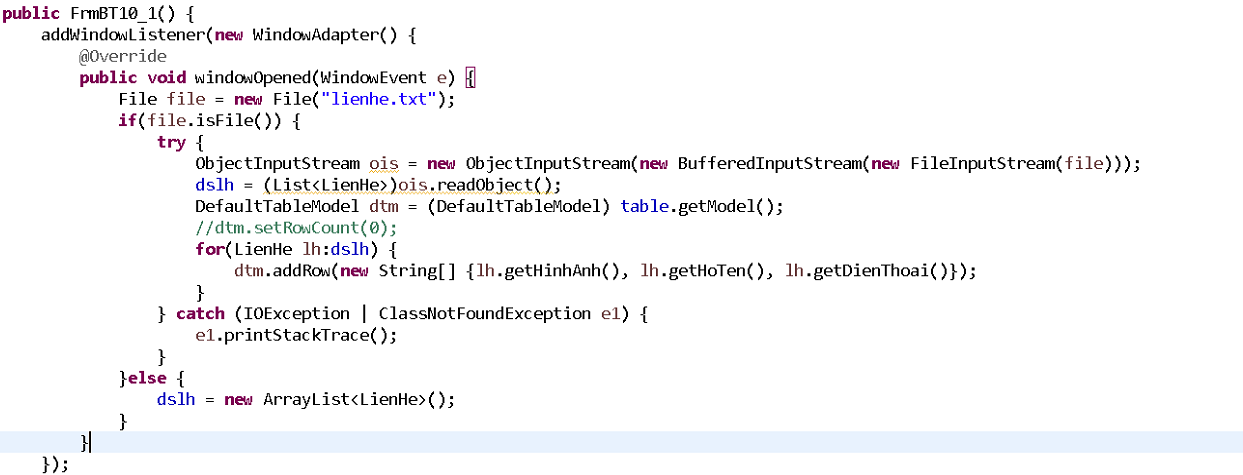 public FrmBT10_1() {
    addWindowListener(new WindowAdapter() {
        @Override
        public void windowOpened(WindowEvent e) {
            File file = new File("lienhe.txt");
            if(file.isFile()) {
                try {
                    ObjectInputStream ois = new ObjectInputStream(new BufferedInputStream(new FileInputStream(file)));
                    dslh = (List<LienHe>)ois.readObject();
                    DefaultTableModel dtm = (DefaultTableModel) table.getModel();
                    //dtm.setRowCount(0);
                    for(LienHe lh:dslh) {
                        dtm.addRow(new String[] {lh.getHinhAnh(), lh.getHoTen(), lh.getDienThoai()});
                    }
                } catch (IOException | ClassNotFoundException e1) {
                    e1.printStackTrace();
                }
            }else {
                dslh = new ArrayList<LienHe>();
            }
        }
    });